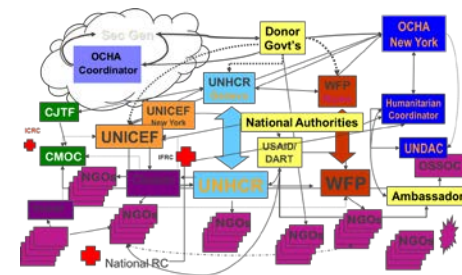 Sec Gen
OCHA
Coordinator
Donor
Govt's
OCHA
New York
UNHCR
WFP
CJTF
UNICEF
New York
UNICEF
National Authorities
Humanitarian
Coordinator
ICRC
CMOC
IFRC
USAID/
DART
UNDAC
OSSOC
NGOs
UNHCR
WFP
Ambassador
NGOs
NGOs
NGOs
NGOs
NGOs
National RC